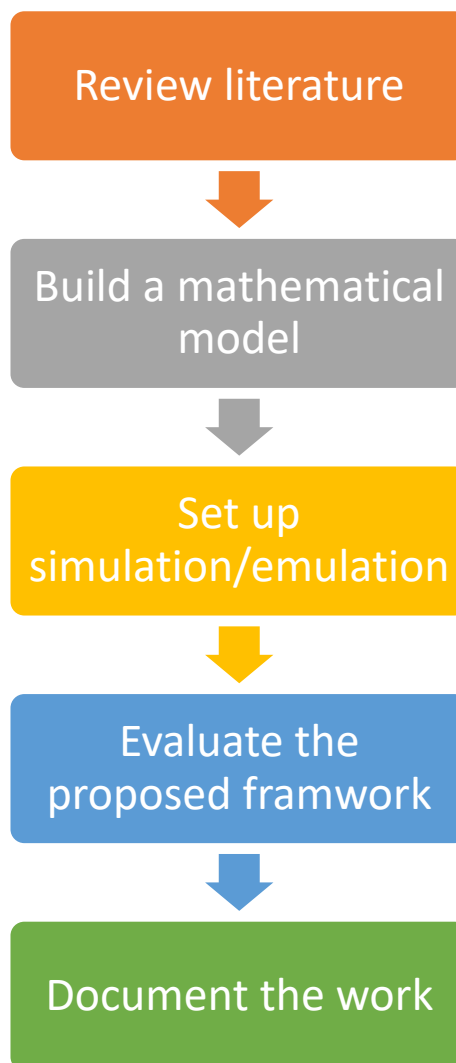 Review literature
Build a mathematical
model
Set up
simulation/emulation
Evaluate the
proposed framwork
Document the work